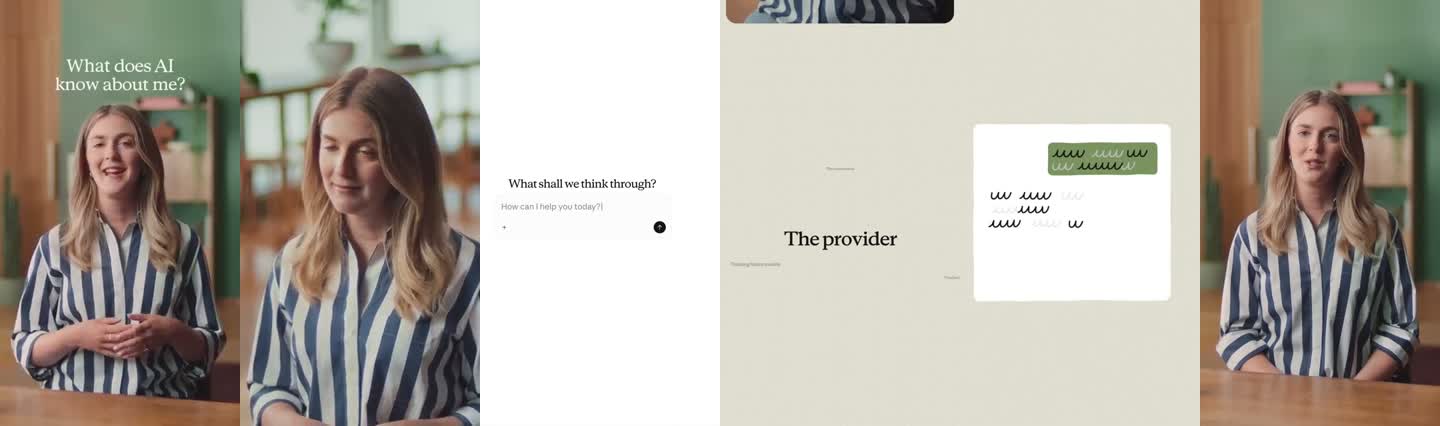 What does AI
know about me?
What shall we think through?
How can I help you today?
+
The provider